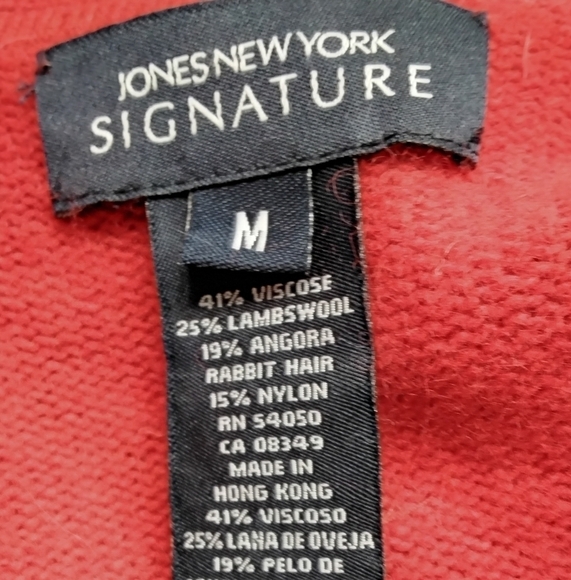 JONES NEW YORK
SIGNATURE
M
41% VISCOSE
25% LAMBSWOOL
19% ANGORA
RABBIT HAIR
15% NYLON
RN 54050
CA 08349
MADE IN
HONG KONG
41% VISCOSO
25% LANA DE OVEJA
19% PELO DE